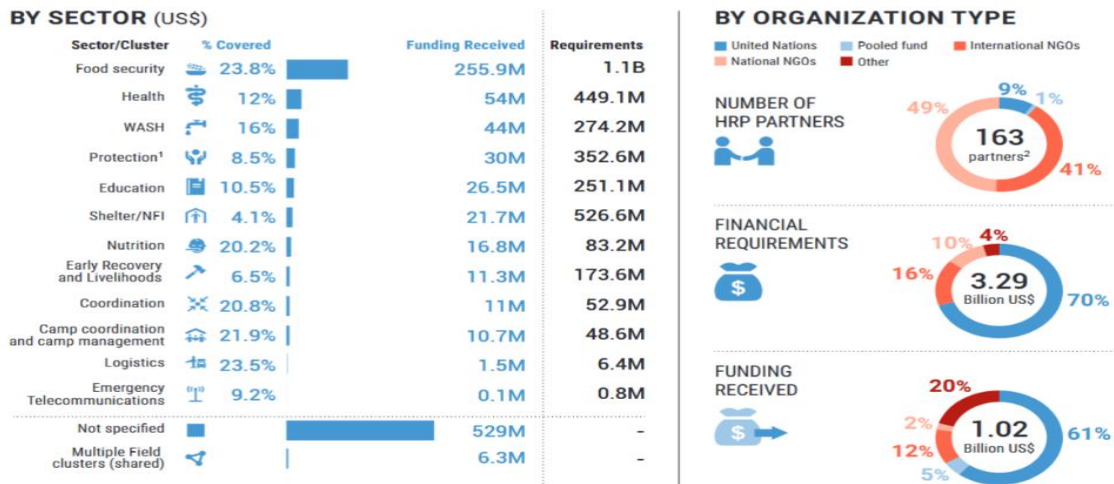 BY SECTOR (US$)
Sector/Cluster % Covered Funding Received Requirements
Food security 23.8% 255.9M 1.1B
Health 12% 54M 449.1M
WASH 16% 44M 274.2M
Protection¹ 8.5% 30M 352.6M
Education 10.5% 26.5M 251.1M
Shelter/NFI 4.1% 21.7M 526.6M
Nutrition 20.2% 16.8M 83.2M
Early Recovery
and Livelihoods 6.5% 11.3M 173.6M
Coordination 20.8% 11M 52.9M
Camp coordination
and camp management 21.9% 10.7M 48.6M
Logistics 23.5% 1.5M 6.4M
Emergency
Telecommunications 9.2% 0.1M 0.8M
Not specified 529M -
Multiple Field
clusters (shared) 6.3M -
BY ORGANIZATION TYPE
United Nations Pooled fund International NGOs
National NGOs Other
NUMBER OF
HRP PARTNERS
9%
1%
49%
163
partners²
41%
FINANCIAL
REQUIREMENTS
4%
10%
16%
3.29
Billion US$
70%
$
FUNDING
RECEIVED
20%
2%
12%
5%
1.02
Billion US$
61%
$